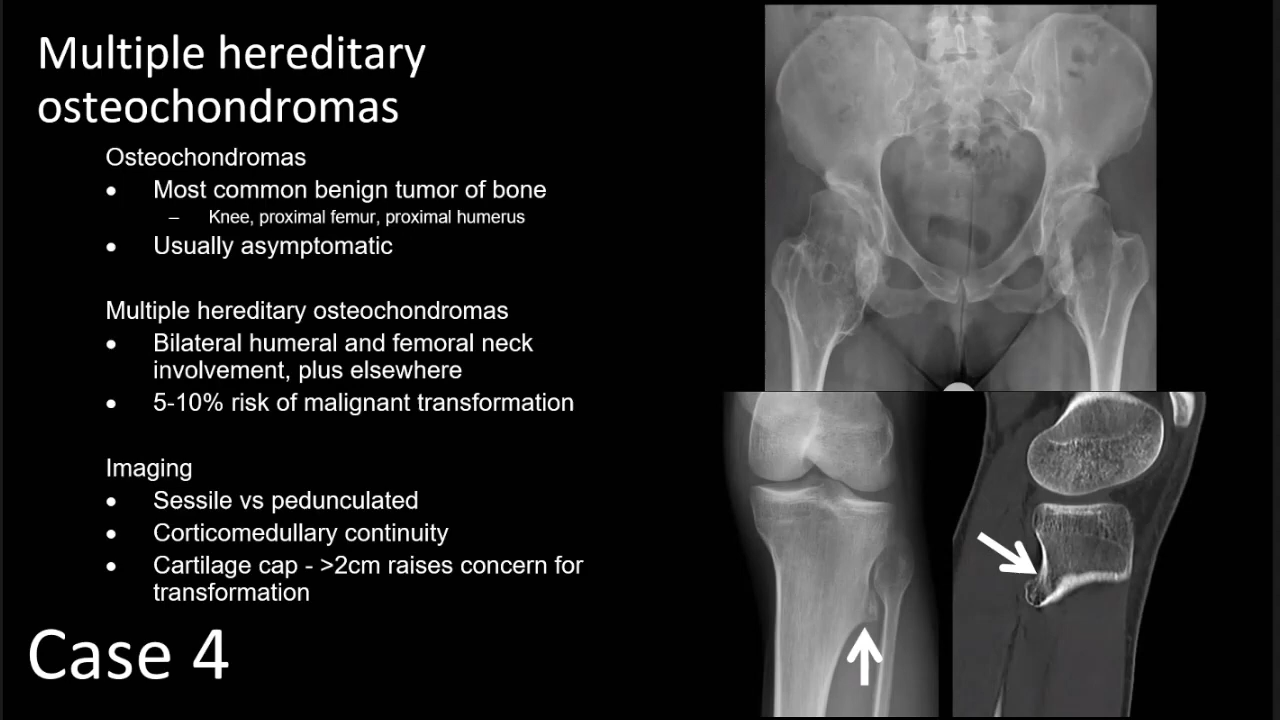 Multiple hereditary
osteochondromas
Osteochondromas
• Most common benign tumor of bone
– Knee, proximal femur, proximal humerus
• Usually asymptomatic
Multiple hereditary osteochondromas
• Bilateral humeral and femoral neck
involvement, plus elsewhere
• 5-10% risk of malignant transformation
Imaging
• Sessile vs pedunculated
• Corticomedullary continuity
• Cartilage cap - >2cm raises concern for
transformation
Case 4